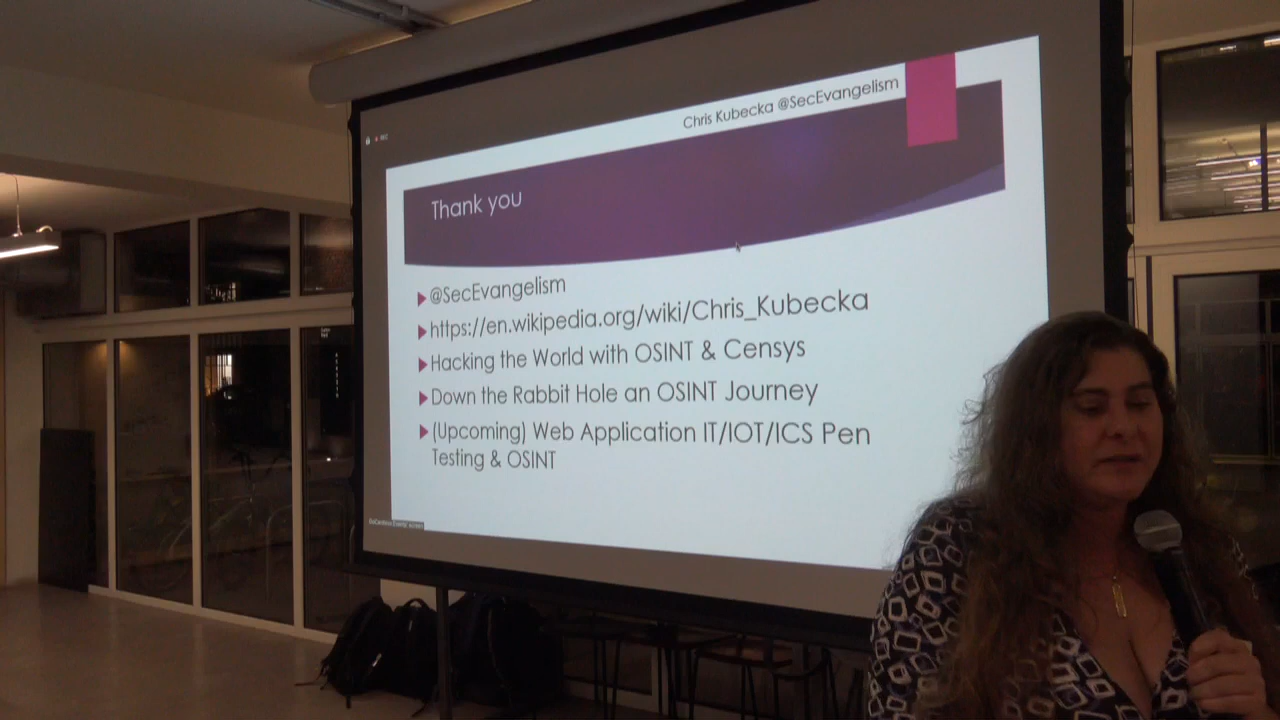 Chris Kubecka @SecEvangelism
Thank you
@SecEvangelism
https://en.wikipedia.org/wiki/Chris_Kubecka
Hacking the World with OSINT & Censys
Down the Rabbit Hole an OSINT Journey
(Upcoming) Web Application IT/IOT/ICS Pen
Testing & OSINT